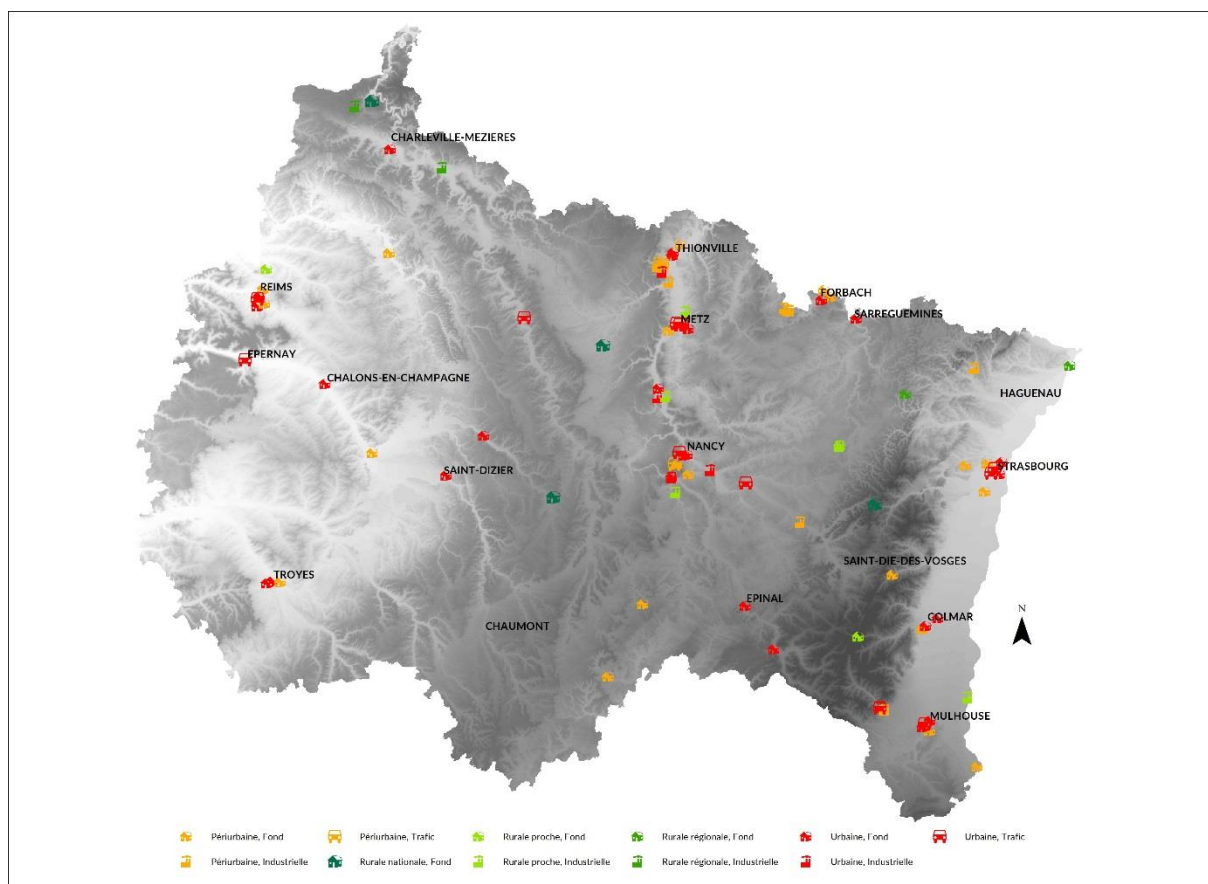 CHARLEVILLE-MEZIERES
THIONVILLE
REIMS
FORBACH
METZ
SARREGUEMINES
EPERNAY
CHALONS-EN-CHAMPAGNE
HAGUENAU
NANCY
SAINT-DIZIER
STRASBOURG
SAINT-DIE-DES-VOSGES
TROYES
EPINAL
N
COLMAR
CHAUMONT
MULHOUSE
Périurbaine, Fond
Périurbaine, Trafic
Rurale proche, Fond
Rurale régionale, Fond
Urbaine, Fond
Urbaine, Trafic
Périurbaine, Industrielle
Rurale nationale, Fond
Rurale proche, Industrielle
Rurale régionale, Industrielle
Urbaine, Industrielle